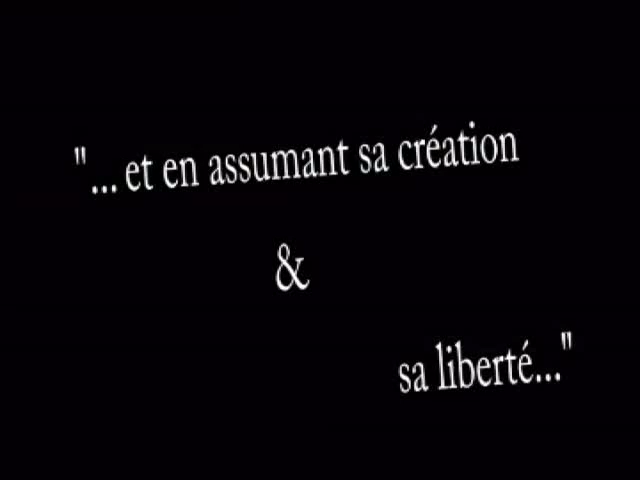 "... et en assumant sa création
&
sa liberté..."